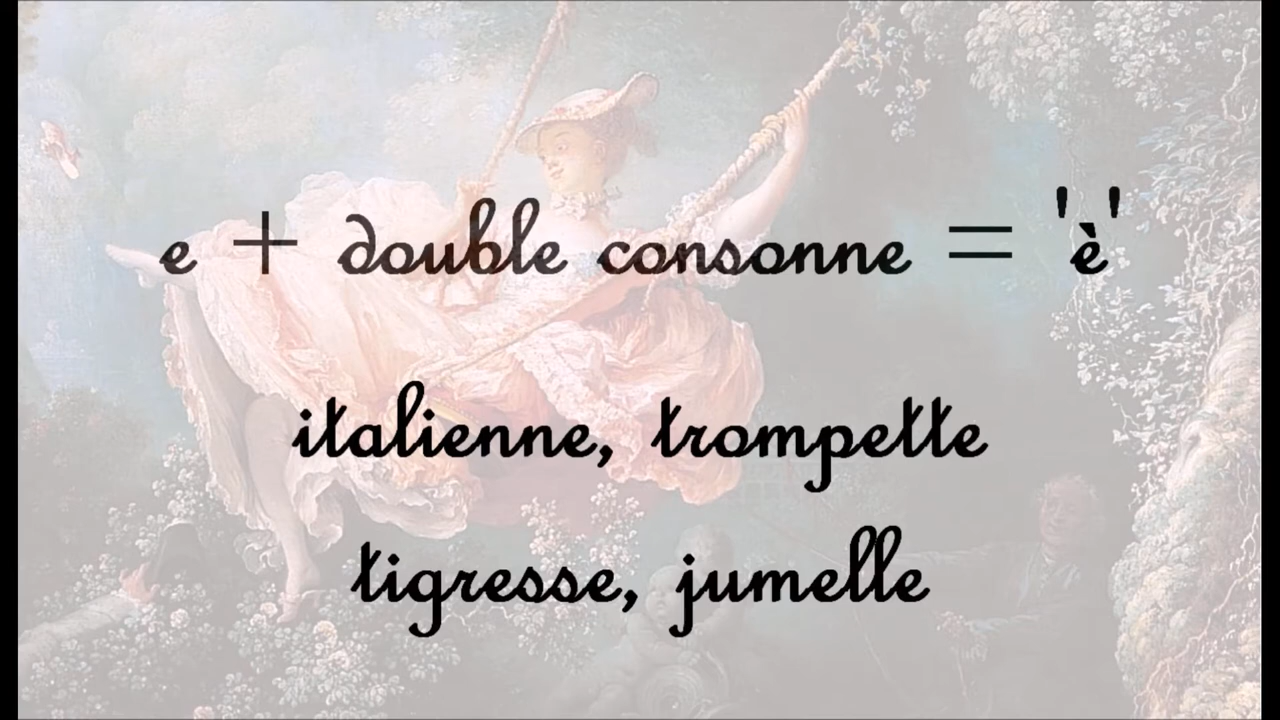 e + double consonne = 'è'
italienne, trompette
tigresse, jumelle